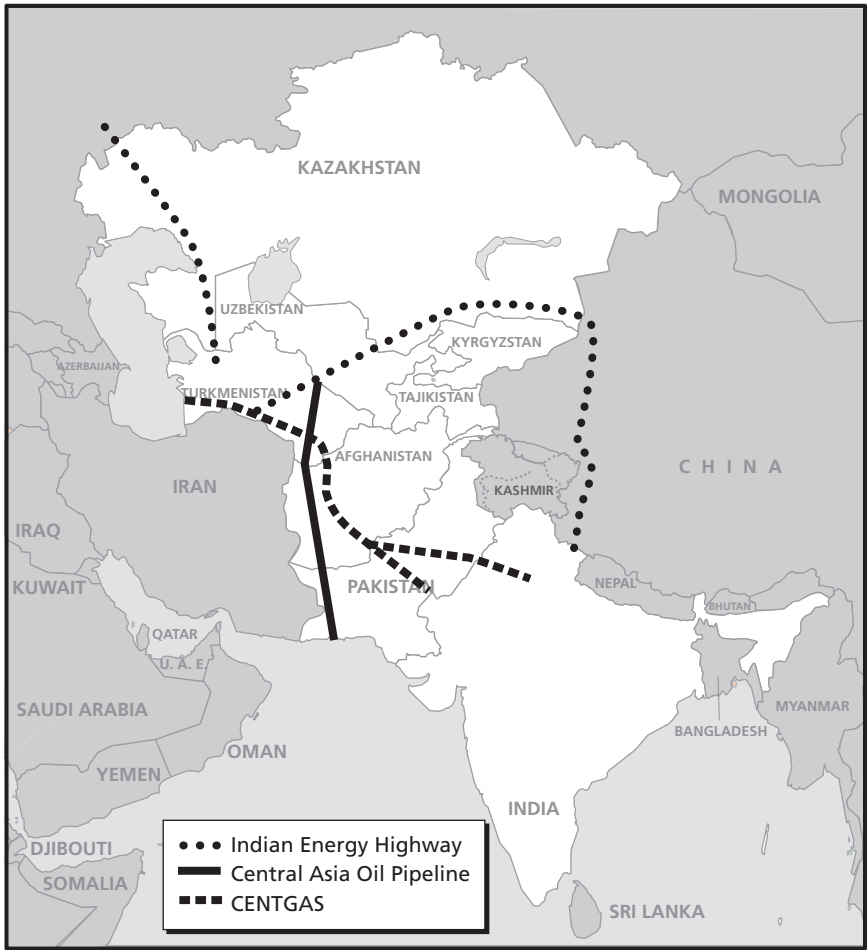 KAZAKHSTAN
MONGOLIA
UZBEKISTAN
KYRGYZSTAN
AZERBAIJAN
TURKMENISTAN
TAJIKISTAN
AFGHANISTAN
CHINA
IRAN
KASHMIR
IRAQ
KUWAIT
PAKISTAN
NEPAL
BHUTAN
QATAR
U. A. E.
SAUDI ARABIA
MYANMAR
BANGLADESH
OMAN
YEMEN
INDIA
DJIBOUTI
SOMALIA
SRI LANKA
Indian Energy Highway
Central Asia Oil Pipeline
CENTGAS